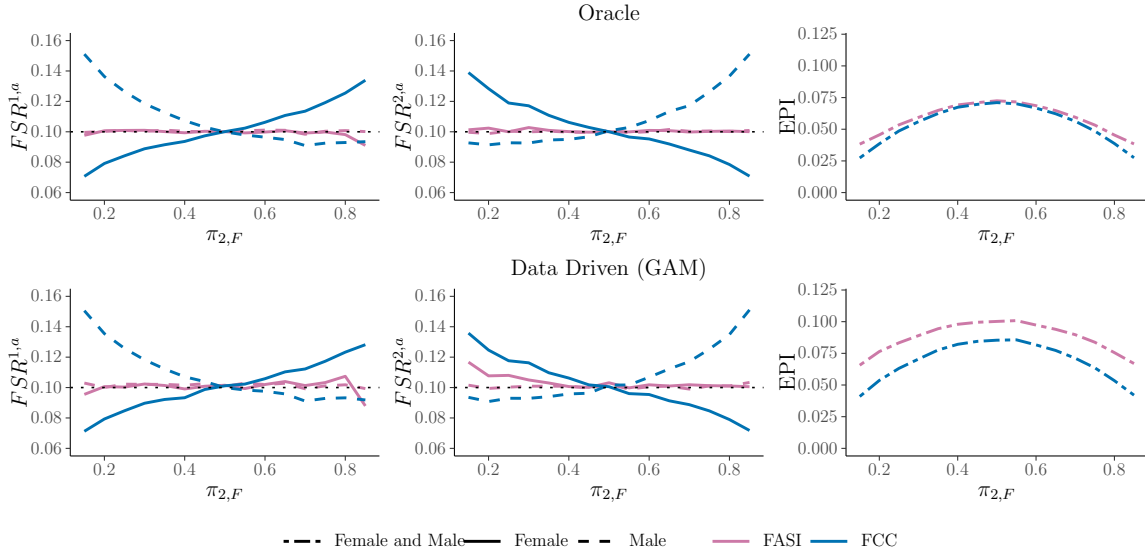 Oracle
0.16
0.14
0.12
0.10
0.08
0.06
FSR^{1,a}
0.2 0.4 0.6 0.8
π_{2,F}
0.16
0.14
0.12
0.10
0.08
0.06
FSR^{2,a}
0.2 0.4 0.6 0.8
π_{2,F}
0.125
0.100
0.075
0.050
0.025
0.000
EPI
0.2 0.4 0.6 0.8
π_{2,F}
Data Driven (GAM)
0.16
0.14
0.12
0.10
0.08
0.06
FSR^{1,a}
0.2 0.4 0.6 0.8
π_{2,F}
0.16
0.14
0.12
0.10
0.08
0.06
FSR^{2,a}
0.2 0.4 0.6 0.8
π_{2,F}
0.125
0.100
0.075
0.050
0.025
0.000
EPI
0.2 0.4 0.6 0.8
π_{2,F}
Female and Male Female Male FASI FCC